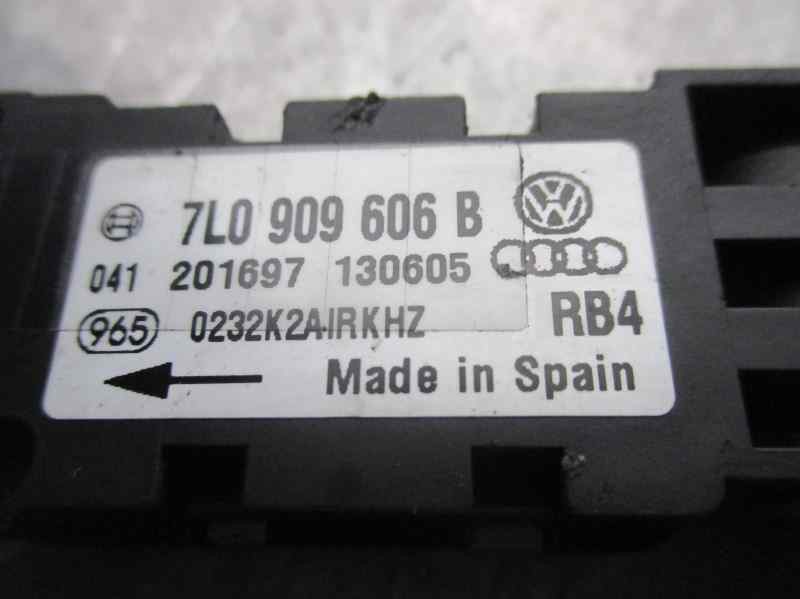 7L0 909 606 B
041 201697 130605
965 0232K2AIRKHZ RB4
Made in Spain